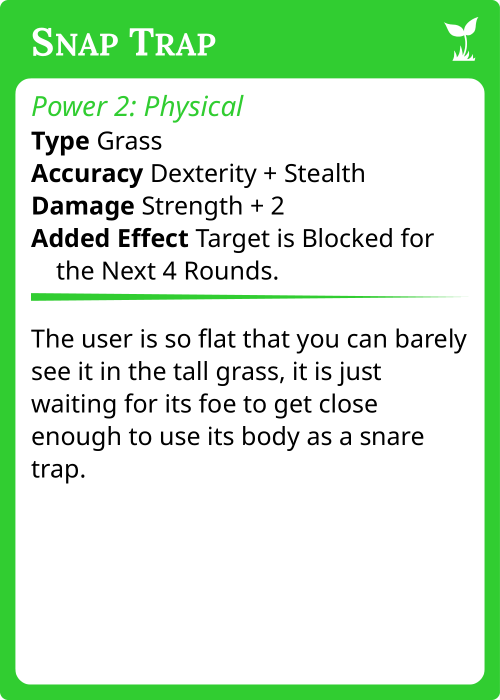 Snap Trap
Power 2: Physical
Type Grass
Accuracy Dexterity + Stealth
Damage Strength + 2
Added Effect Target is Blocked for
the Next 4 Rounds.
The user is so flat that you can barely
see it in the tall grass, it is just
waiting for its foe to get close
enough to use its body as a snare
trap.